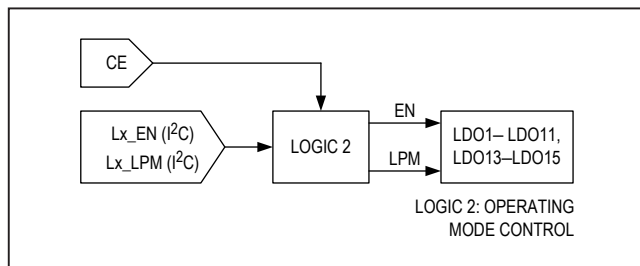 CE
Lx_EN (I²C)
Lx_LPM (I²C)
LOGIC 2
EN
LPM
LDO1– LDO11,
LDO13–LDO15
LOGIC 2: OPERATING
MODE CONTROL